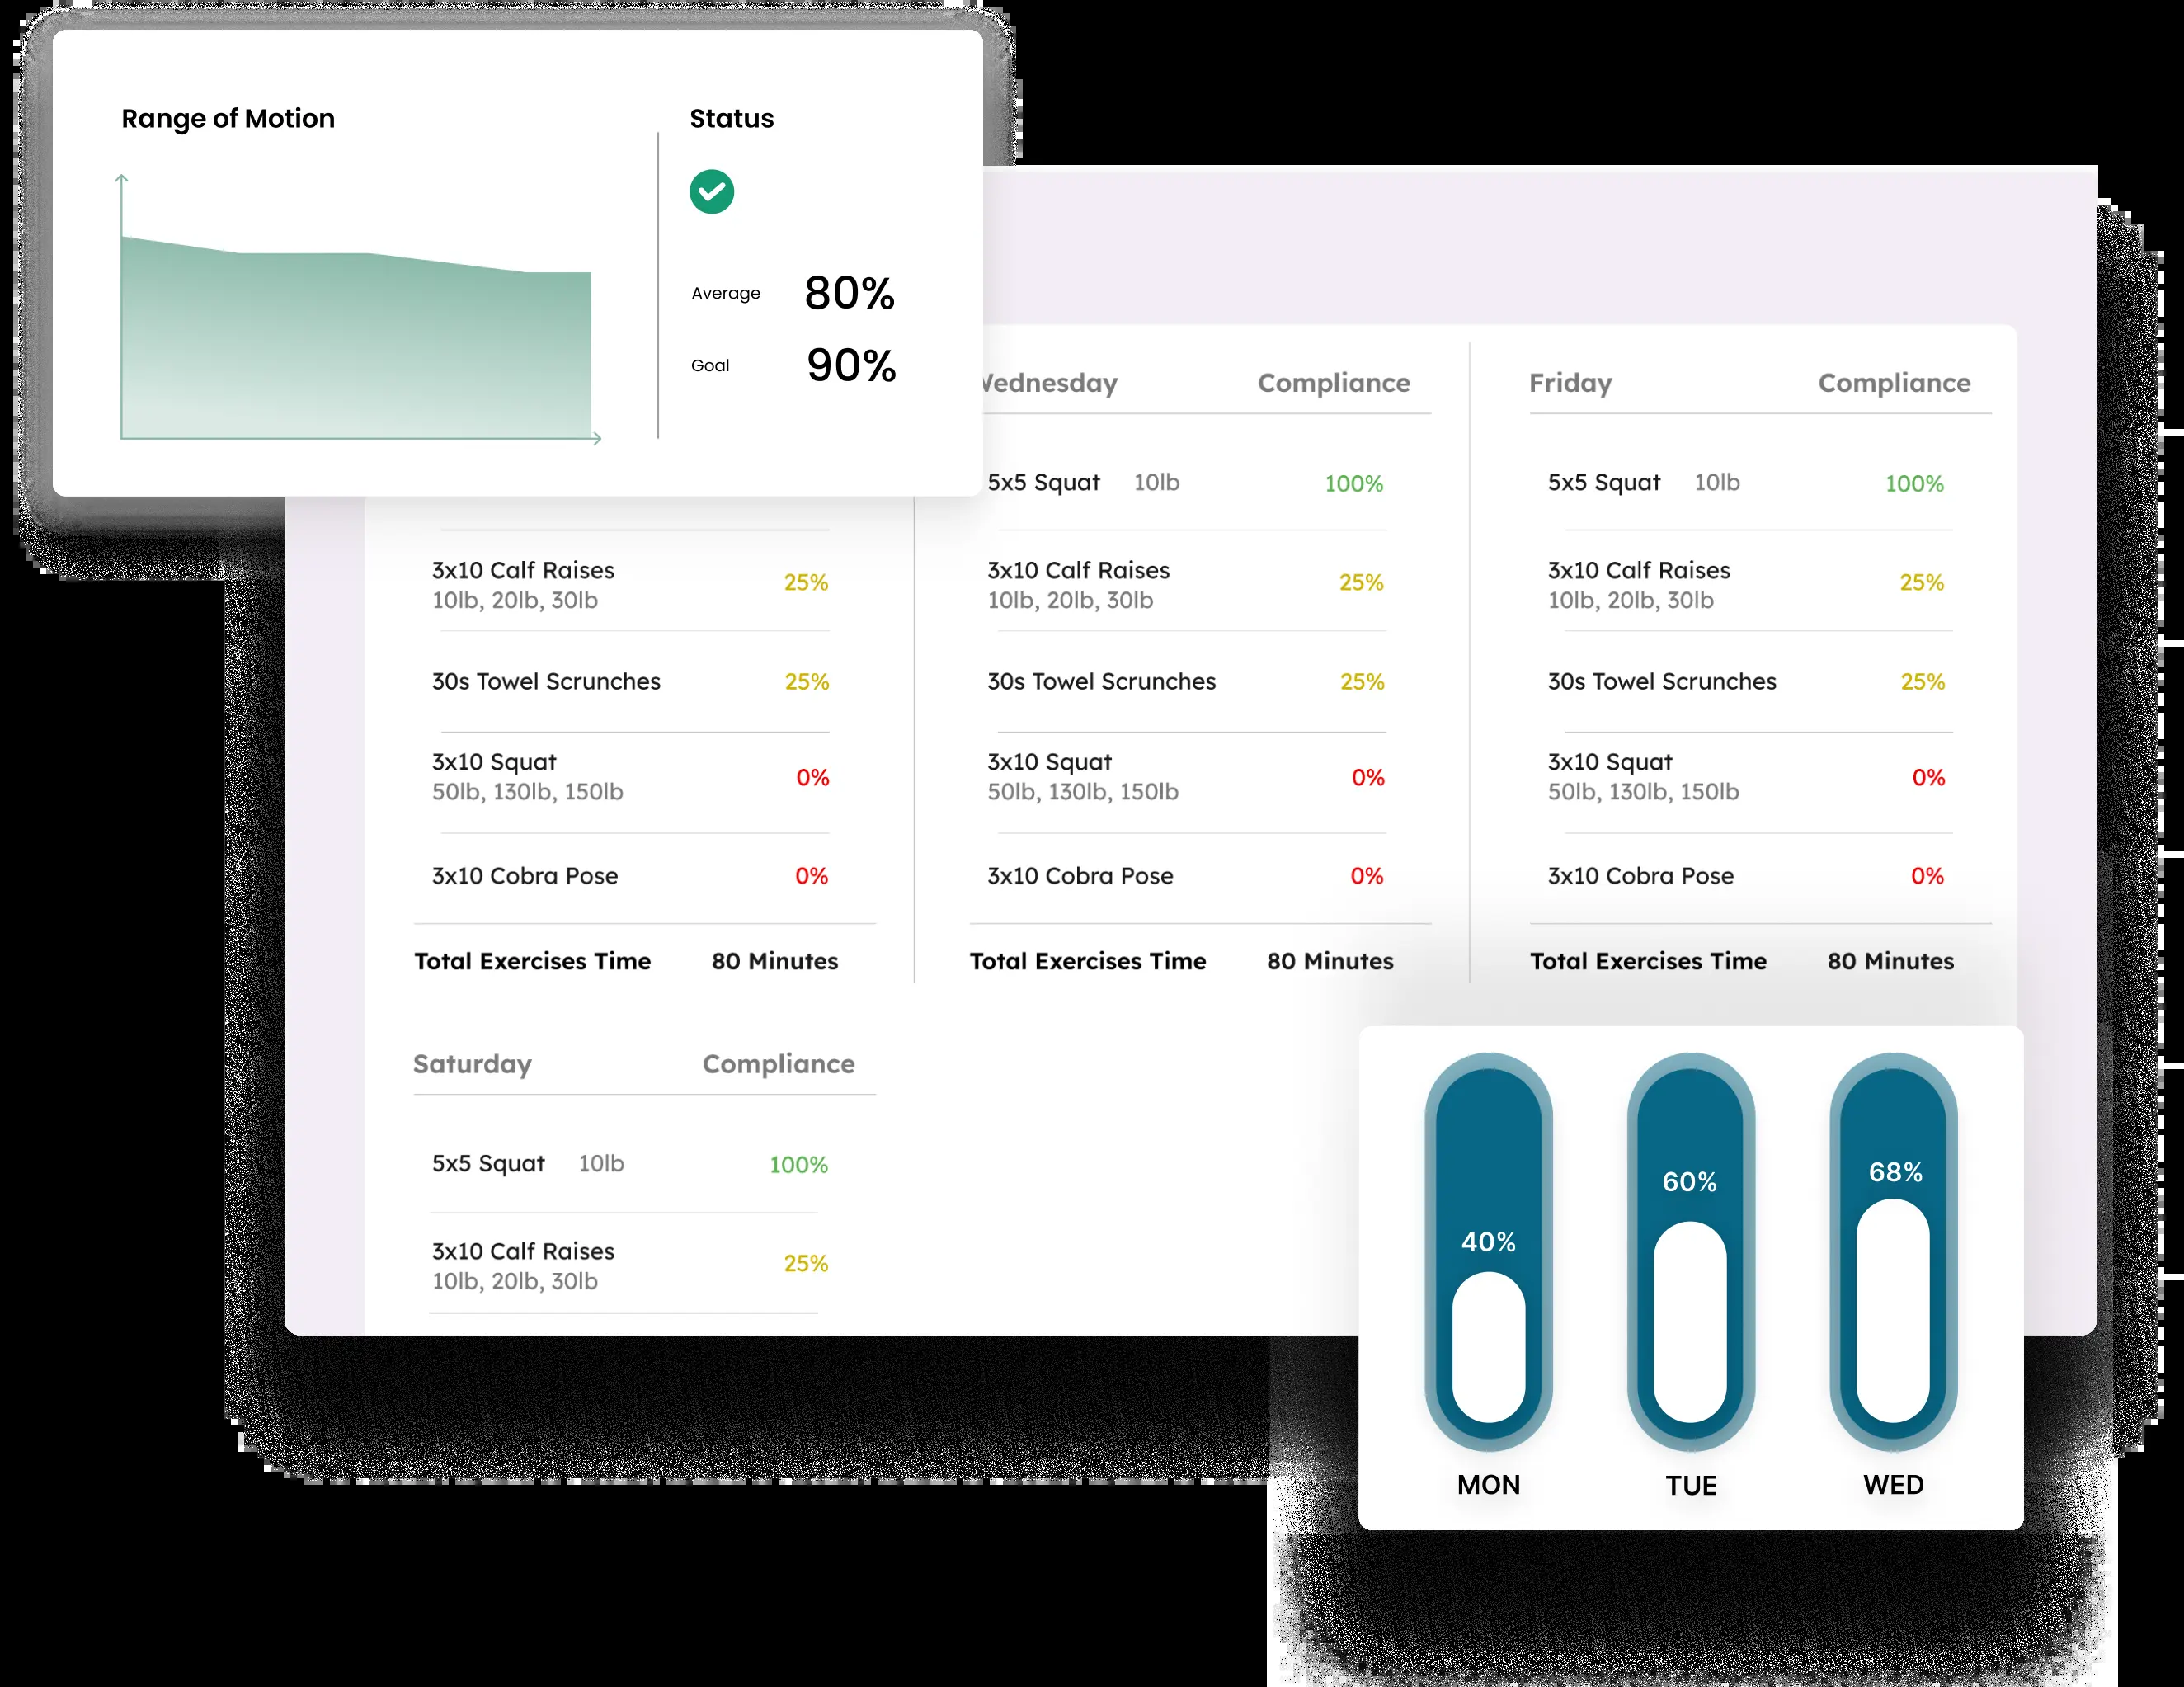 Range of Motion
Status
Average 80%
Goal 90%
3x10 Calf Raises
10lb, 20lb, 30lb
25%
30s Towel Scrunches 25%
3x10 Squat
50lb, 130lb, 150lb
0%
3x10 Cobra Pose 0%
Total Exercises Time 80 Minutes
Wednesday Compliance
5x5 Squat 10lb 100%
3x10 Calf Raises
10lb, 20lb, 30lb
25%
30s Towel Scrunches 25%
3x10 Squat
50lb, 130lb, 150lb
0%
3x10 Cobra Pose 0%
Total Exercises Time 80 Minutes
Friday Compliance
5x5 Squat 10lb 100%
3x10 Calf Raises
10lb, 20lb, 30lb
25%
30s Towel Scrunches 25%
3x10 Squat
50lb, 130lb, 150lb
0%
3x10 Cobra Pose 0%
Total Exercises Time 80 Minutes
Saturday Compliance
5x5 Squat 10lb 100%
3x10 Calf Raises
10lb, 20lb, 30lb
25%
40% 60% 68%
MON TUE WED